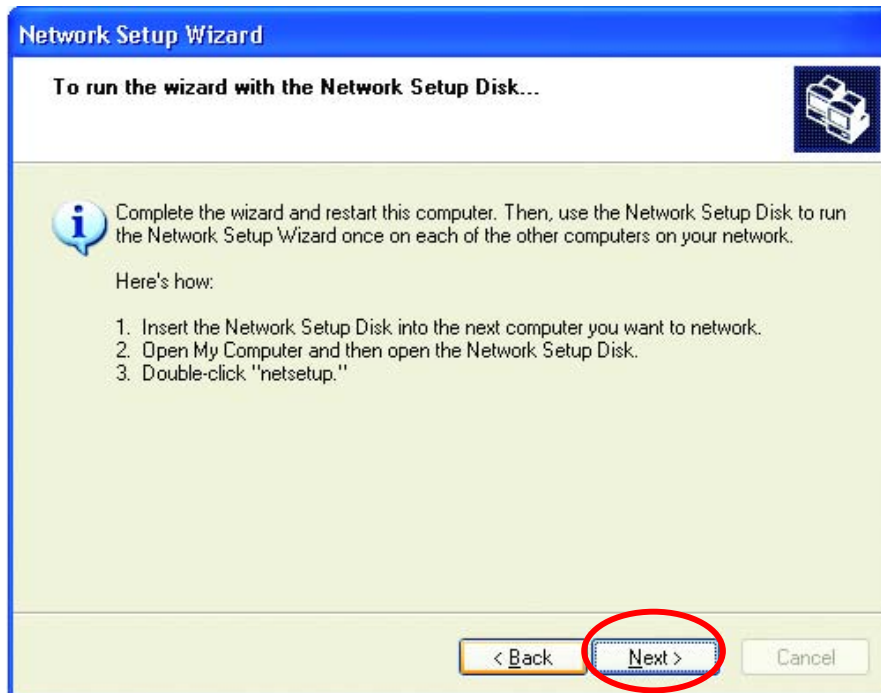 Network Setup Wizard
To run the wizard with the Network Setup Disk...
Complete the wizard and restart this computer. Then, use the Network Setup Disk to run
the Network Setup Wizard once on each of the other computers on your network.
Here's how:
1. Insert the Network Setup Disk into the next computer you want to network.
2. Open My Computer and then open the Network Setup Disk.
3. Double-click "netsetup."
< Back
Next >
Cancel